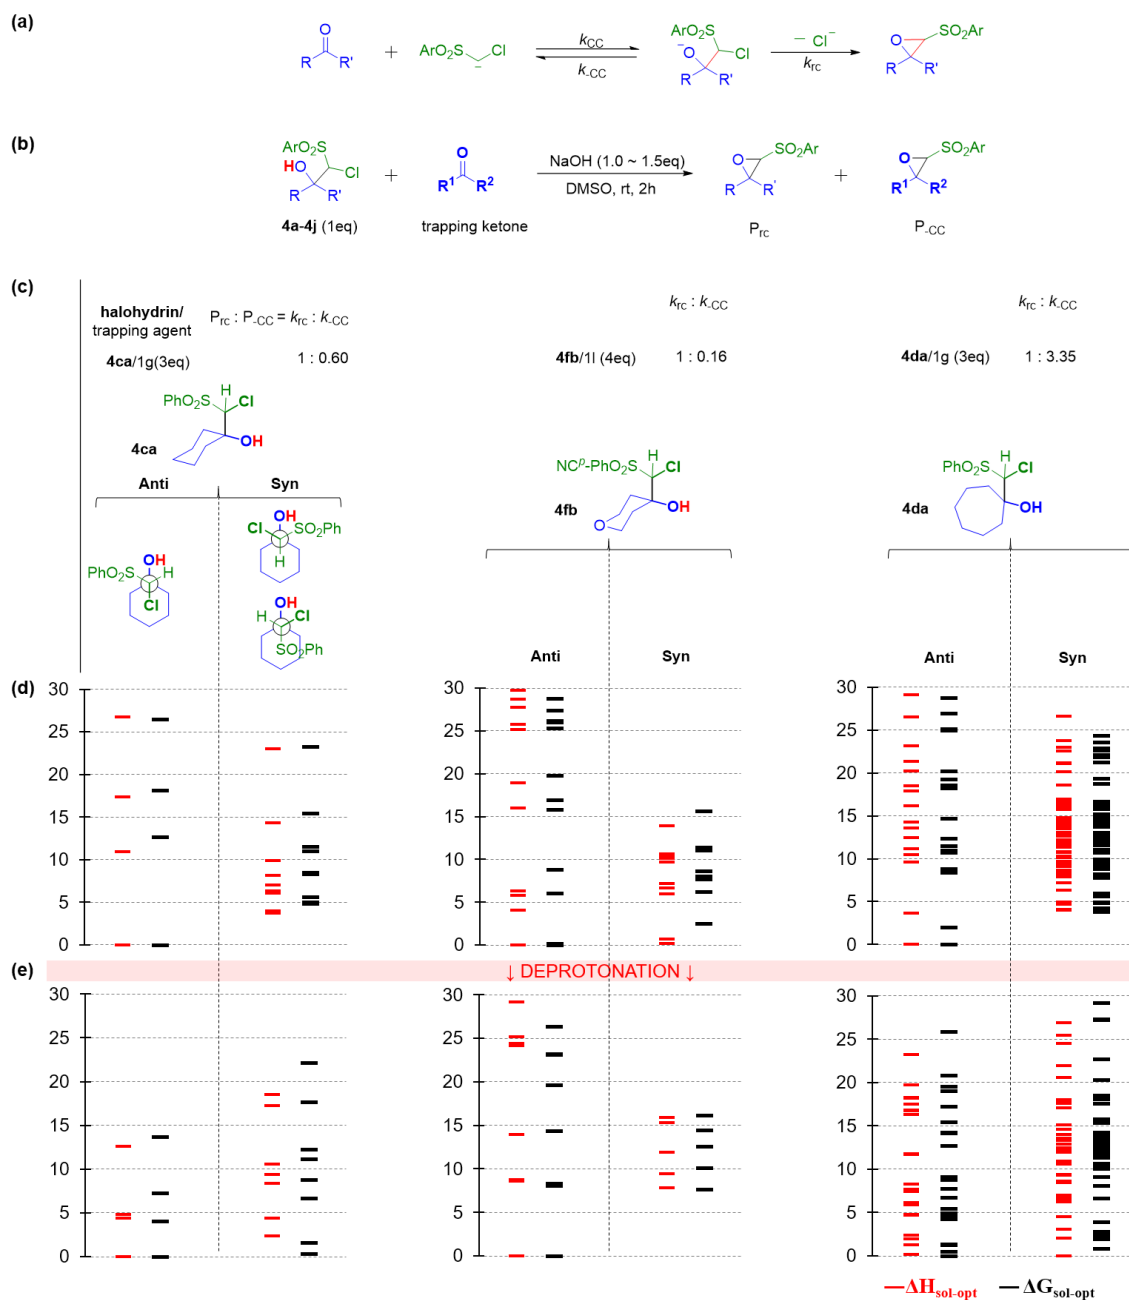 (a)
O
R R'
+
ArO2S Cl
−
kCC
k-CC
ArO2S
−
O Cl
R R'
− Cl−
krc
O SO2Ar
R R'
(b)
ArO2S
HO
Cl
R R'
4a-4j (1eq)
+
O
R1 R2
trapping ketone
NaOH (1.0 ~ 1.5eq)
DMSO, rt, 2h
O SO2Ar
R R'
Prc
+
O SO2Ar
R1 R2
P-CC
(c)
halohydrin/
trapping agent
Prc : P-CC = krc : k-CC
4ca/1g(3eq) 1 : 0.60
PhO2S H Cl
OH
4ca
Anti Syn
OH
PhO2S H
Cl
OH
Cl SO2Ph
H
OH
H Cl
SO2Ph
krc : k-CC
4fb/1l (4eq) 1 : 0.16
NCp-PhO2S H Cl
OH
O
4fb
Anti Syn
krc : k-CC
4da/1g (3eq) 1 : 3.35
PhO2S H Cl
OH
4da
Anti Syn
(d)
30
25
20
15
10
5
0
30
25
20
15
10
5
0
30
25
20
15
10
5
0
(e)
↓ DEPROTONATION ↓
30
25
20
15
10
5
0
30
25
20
15
10
5
0
30
25
20
15
10
5
0
ΔHsol-opt ΔGsol-opt